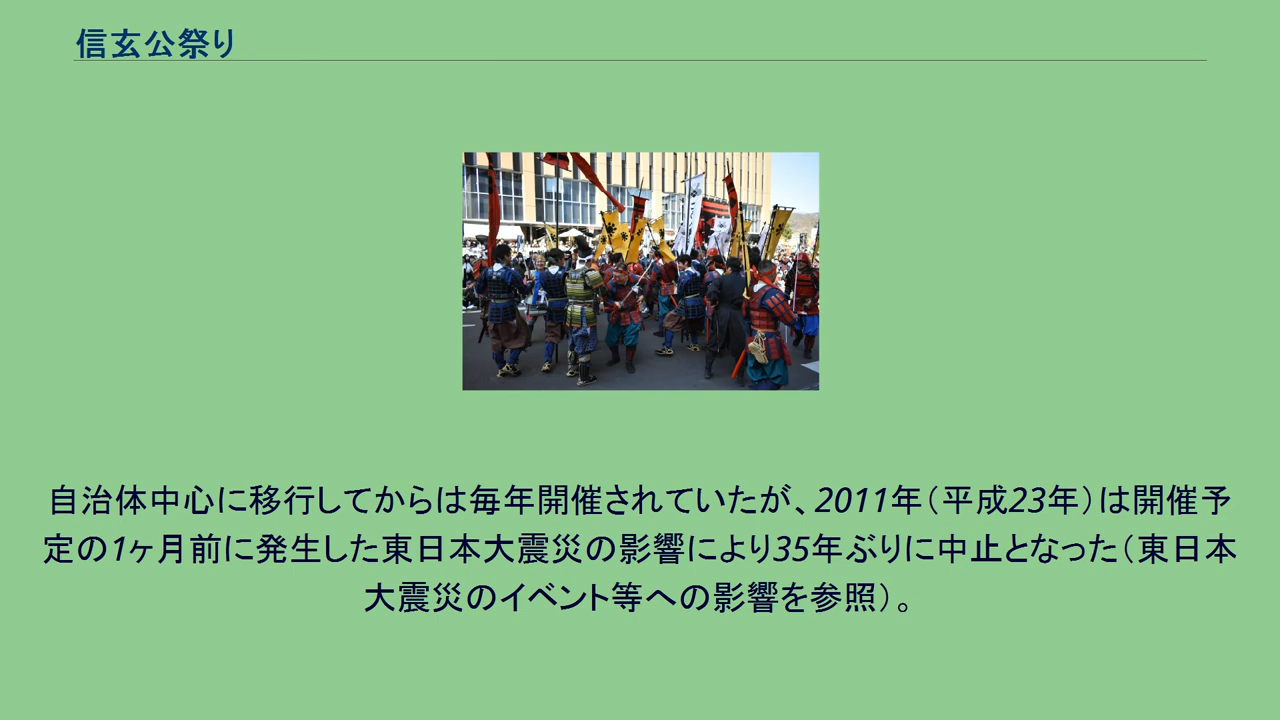 信玄公祭り
自治体中心に移行してからは毎年開催されていたが、2011年（平成23年）は開催予
定の1ヶ月前に発生した東日本大震災の影響により35年ぶりに中止となった（東日本
大震災のイベント等への影響を参照）。